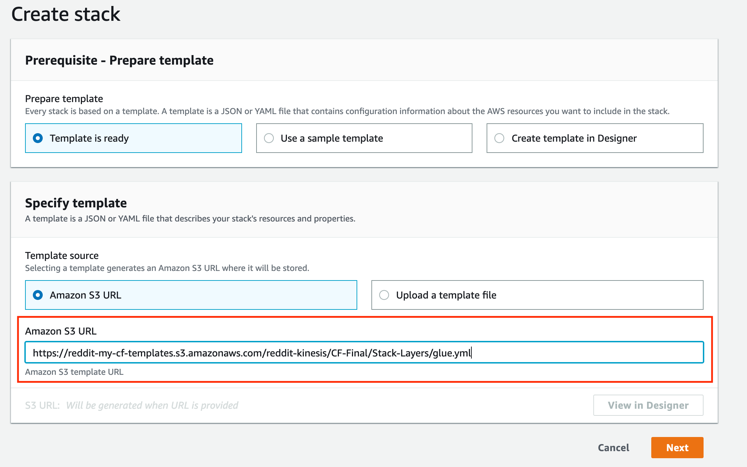 Create stack
Prerequisite - Prepare template
Prepare template
Every stack is based on a template. A template is a JSON or YAML file that contains configuration information about the AWS resources you want to include in the stack.
Template is ready
Use a sample template
Create template in Designer
Specify template
A template is a JSON or YAML file that describes your stack's resources and properties.
Template source
Selecting a template generates an Amazon S3 URL where it will be stored.
Amazon S3 URL
Upload a template file
Amazon S3 URL
https://reddit-my-cf-templates.s3.amazonaws.com/reddit-kinesis/CF-Final/Stack-Layers/glue.yml
Amazon S3 template URL
S3 URL: Will be generated when URL is provided
View in Designer
Cancel
Next